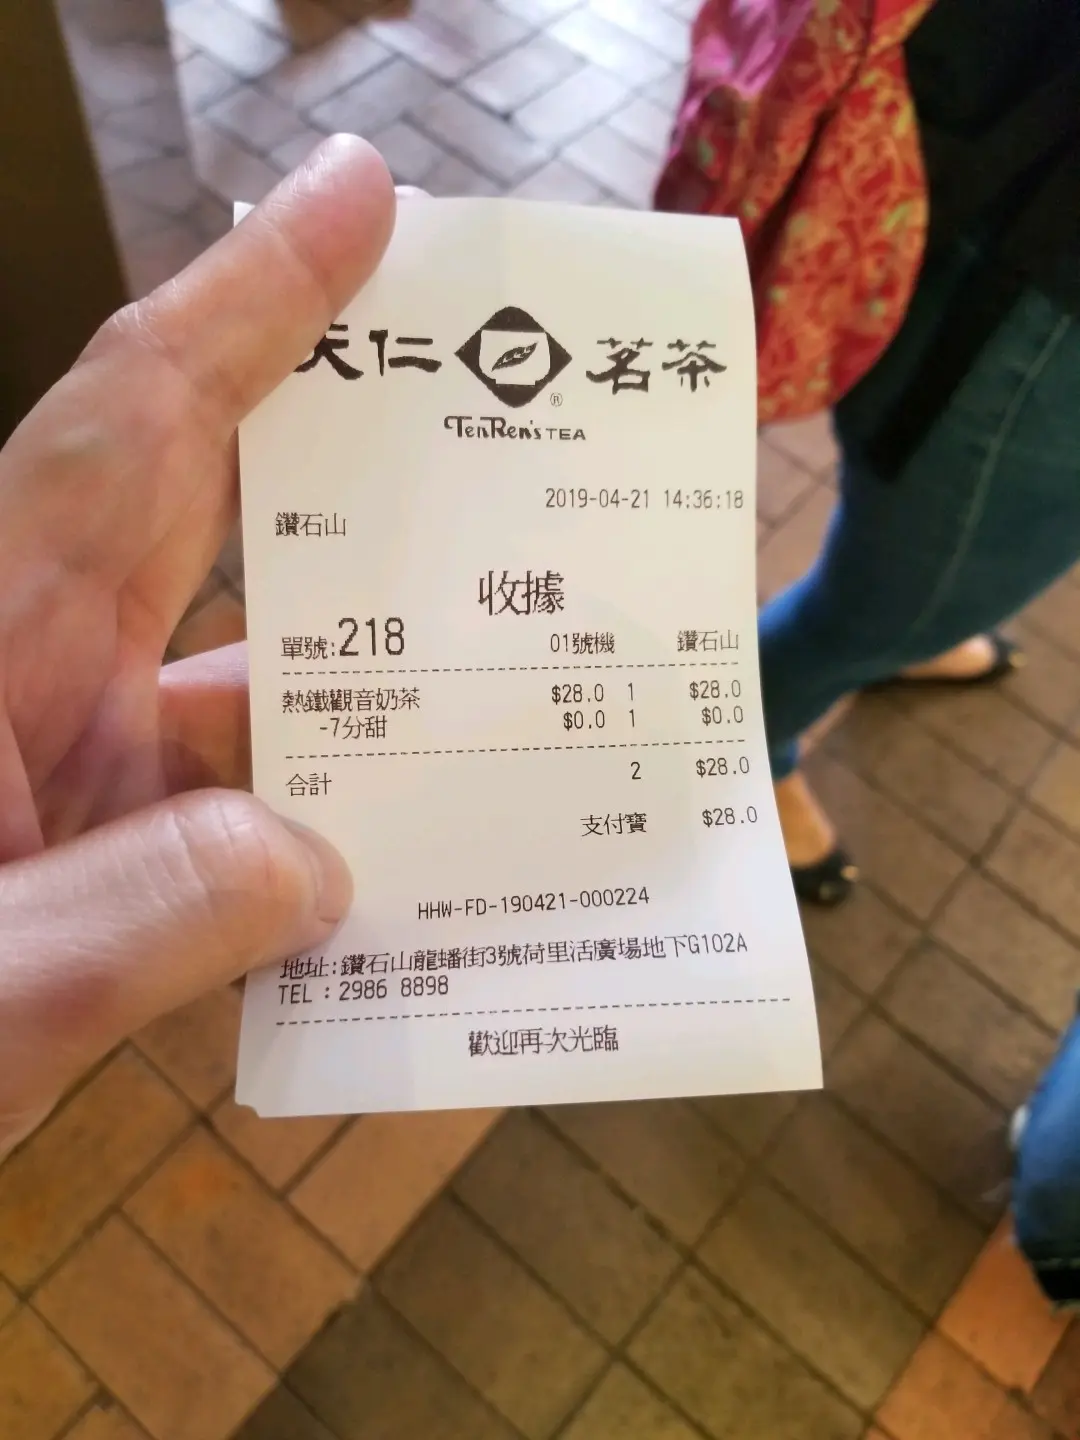 天仁茗茶
®
TenRen's TEA
2019-04-21 14:36:18
鑽石山
收據
單號:218 01號機 鑽石山
熱鐵觀音奶茶 $28.0 1 $28.0
-7分甜 $0.0 1 $0.0
合計 2 $28.0
支付寶 $28.0
HHW-FD-190421-000224
地址:鑽石山龍蟠街3號荷里活廣場地下G102A
TEL：2986 8898
歡迎再次光臨